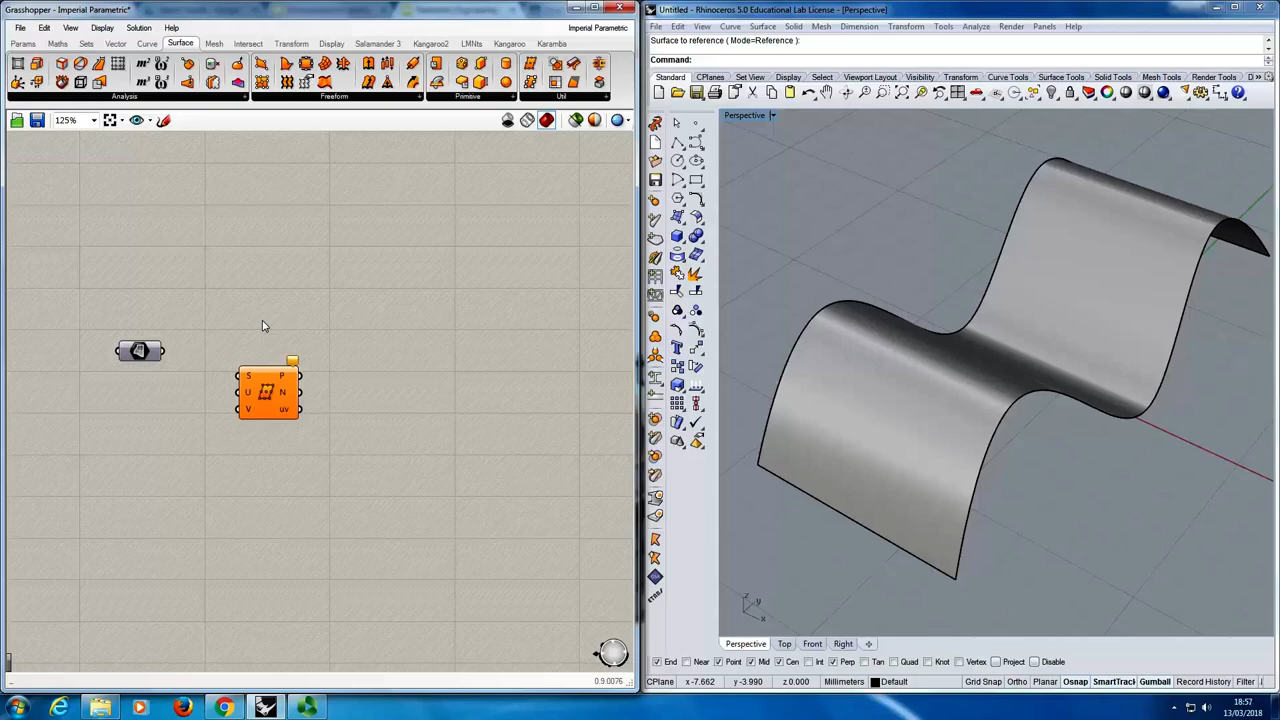 Grasshopper - Imperial Parametric*
File Edit View Display Solution Help
Imperial Parametric*
Params Maths Sets Vector Curve Surface Mesh Intersect Transform Display Salamander 3 Kangaroo2 LMNts Kangaroo Karamba
Analysis Freeform Primitive Util
125%
S P
U N
V uv
0.9.0076
Untitled - Rhinoceros 5.0 Educational Lab License - [Perspective]
File Edit View Curve Surface Solid Mesh Dimension Transform Tools Analyze Render Panels Help
Surface to reference ( Mode=Reference ):
Command:
Standard CPlanes Set View Display Select Viewport Layout Visibility Transform Curve Tools Surface Tools Solid Tools Mesh Tools Render Tools
Perspective
z y x
Perspective Top Front Right
End Near Point Mid Cen Int Perp Tan Quad Knot Vertex Project Disable
CPlane x -7.662 y -3.990 z 0.000 Millimeters Default Grid Snap Ortho Planar Osnap SmartTrack Gumball Record History Filter
18:57
13/03/2018